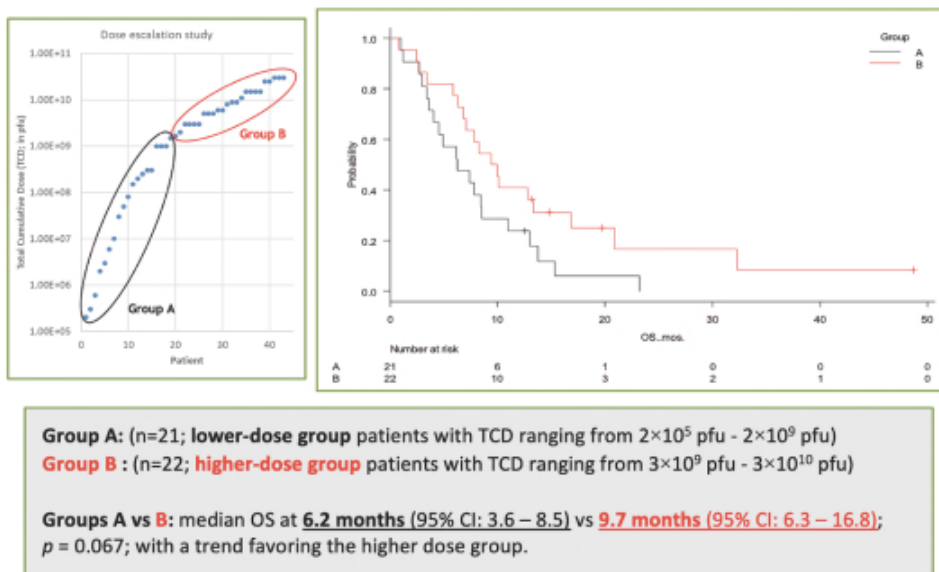 Dose escalation study
Total Cumulative Dose (TCD; in pfu)
1.00E+11
1.00E+10
1.00E+09
1.00E+08
1.00E+07
1.00E+06
1.00E+05
Group B
Group A
0 10 20 30 40
Patient
Group
A
B
Probability
1.0
0.8
0.6
0.4
0.2
0.0
0 10 20 30 40 50
OS..mos.
Number at risk
A 21 6 1 0 0 0
B 22 10 3 2 1 0
Group A: (n=21; lower-dose group patients with TCD ranging from 2×10⁵ pfu - 2×10⁹ pfu)
Group B : (n=22; higher-dose group patients with TCD ranging from 3×10⁹ pfu - 3×10¹⁰ pfu)
Groups A vs B: median OS at 6.2 months (95% CI: 3.6 – 8.5) vs 9.7 months (95% CI: 6.3 – 16.8);
p = 0.067; with a trend favoring the higher dose group.